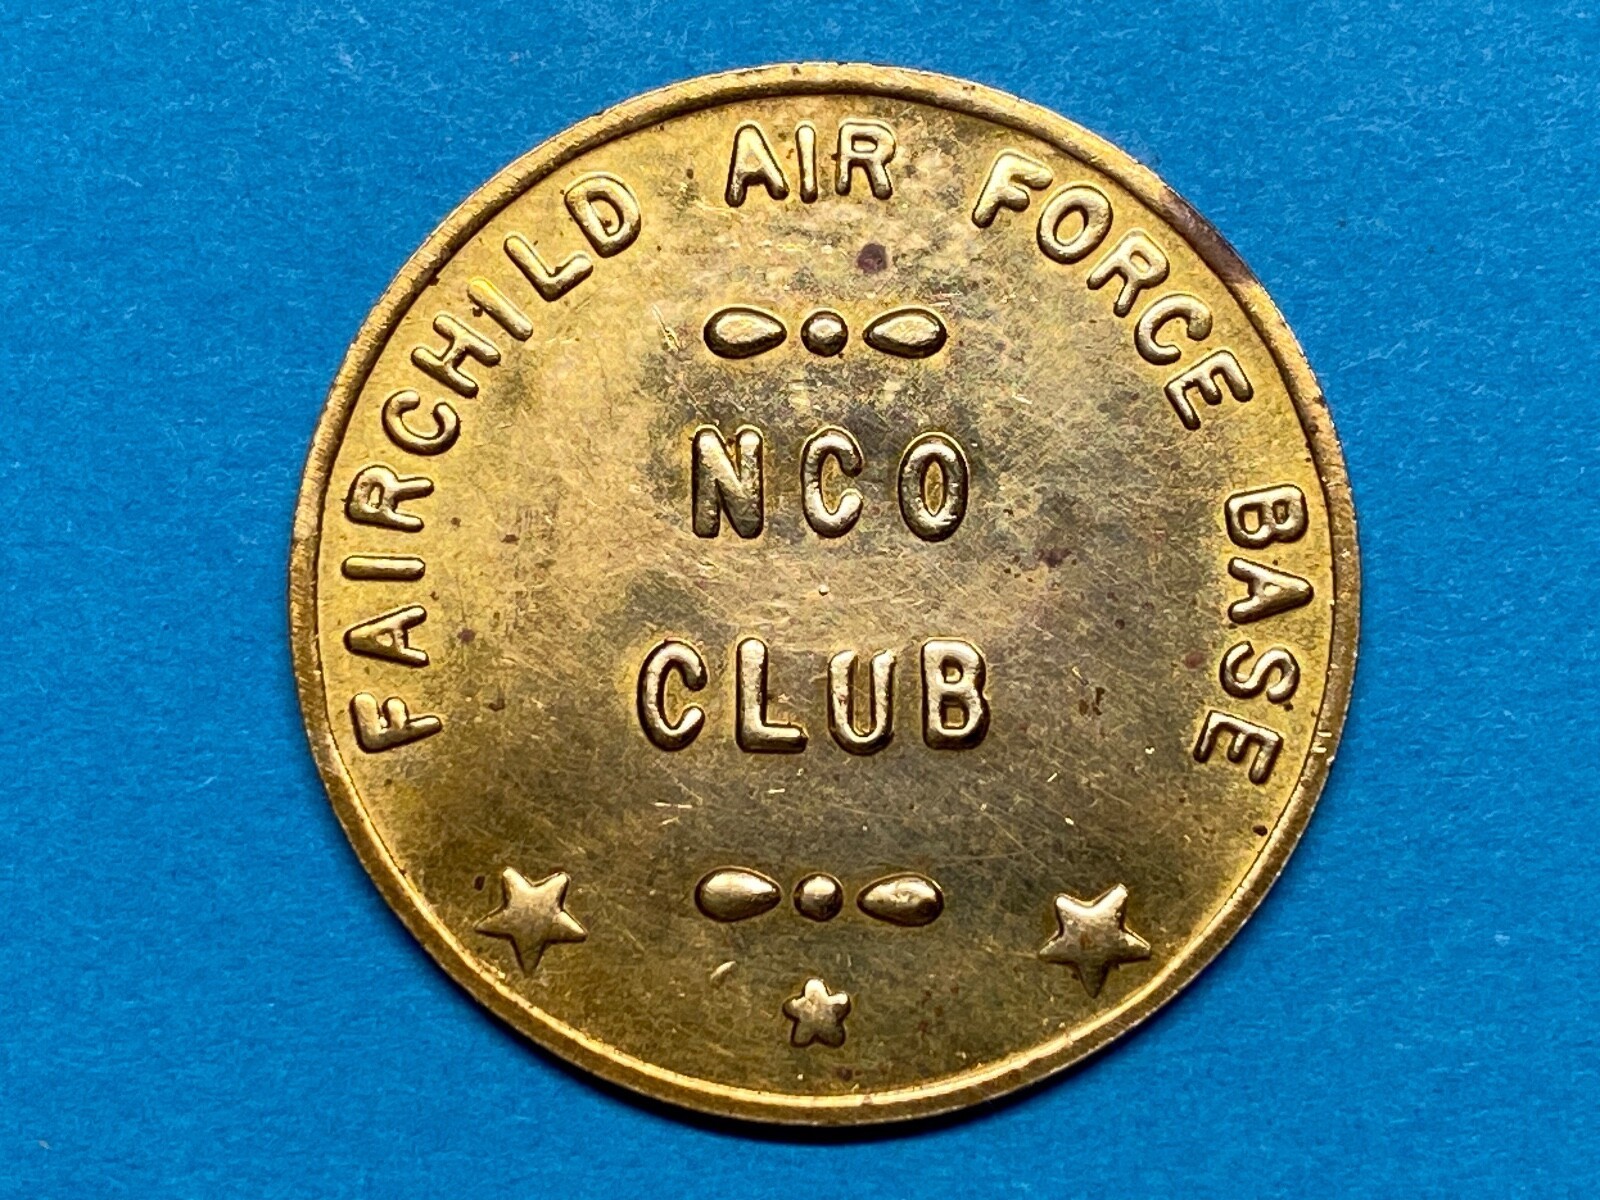 FAIRCHILD AIR FORCE BASE
NCO
CLUB